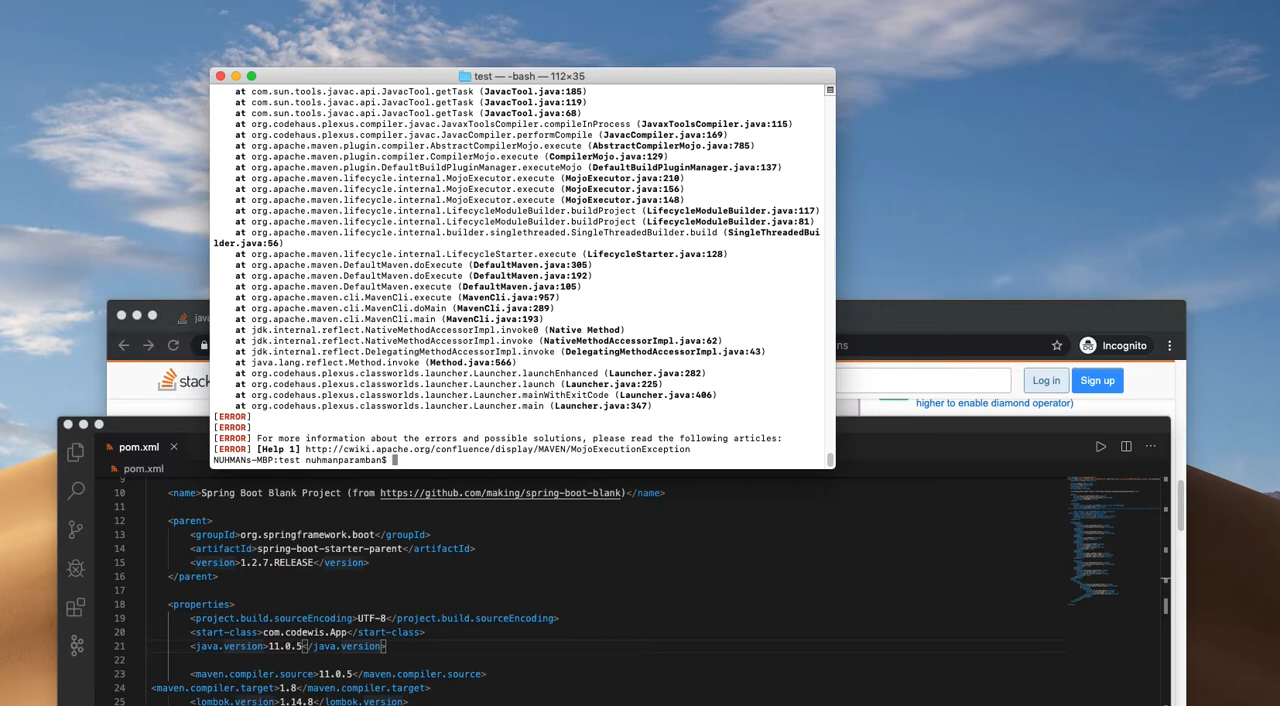 test — -bash — 112×35
at com.sun.tools.javac.api.JavacTool.getTask (JavacTool.java:185)
at com.sun.tools.javac.api.JavacTool.getTask (JavacTool.java:119)
at com.sun.tools.javac.api.JavacTool.getTask (JavacTool.java:68)
at org.codehaus.plexus.compiler.javac.JavaxToolsCompiler.compileInProcess (JavaxToolsCompiler.java:115)
at org.codehaus.plexus.compiler.javac.JavacCompiler.performCompile (JavacCompiler.java:169)
at org.apache.maven.plugin.compiler.AbstractCompilerMojo.execute (AbstractCompilerMojo.java:785)
at org.apache.maven.plugin.compiler.CompilerMojo.execute (CompilerMojo.java:129)
at org.apache.maven.plugin.DefaultBuildPluginManager.executeMojo (DefaultBuildPluginManager.java:137)
at org.apache.maven.lifecycle.internal.MojoExecutor.execute (MojoExecutor.java:210)
at org.apache.maven.lifecycle.internal.MojoExecutor.execute (MojoExecutor.java:156)
at org.apache.maven.lifecycle.internal.MojoExecutor.execute (MojoExecutor.java:148)
at org.apache.maven.lifecycle.internal.LifecycleModuleBuilder.buildProject (LifecycleModuleBuilder.java:117)
at org.apache.maven.lifecycle.internal.LifecycleModuleBuilder.buildProject (LifecycleModuleBuilder.java:81)
at org.apache.maven.lifecycle.internal.builder.singlethreaded.SingleThreadedBuilder.build (SingleThreadedBui
lder.java:56)
at org.apache.maven.lifecycle.internal.LifecycleStarter.execute (LifecycleStarter.java:128)
at org.apache.maven.DefaultMaven.doExecute (DefaultMaven.java:305)
at org.apache.maven.DefaultMaven.doExecute (DefaultMaven.java:192)
at org.apache.maven.DefaultMaven.execute (DefaultMaven.java:105)
at org.apache.maven.cli.MavenCli.execute (MavenCli.java:957)
at org.apache.maven.cli.MavenCli.doMain (MavenCli.java:289)
at org.apache.maven.cli.MavenCli.main (MavenCli.java:193)
at jdk.internal.reflect.NativeMethodAccessorImpl.invoke0 (Native Method)
at jdk.internal.reflect.NativeMethodAccessorImpl.invoke (NativeMethodAccessorImpl.java:62)
at jdk.internal.reflect.DelegatingMethodAccessorImpl.invoke (DelegatingMethodAccessorImpl.java:43)
at java.lang.reflect.Method.invoke (Method.java:566)
at org.codehaus.plexus.classworlds.launcher.Launcher.launchEnhanced (Launcher.java:282)
at org.codehaus.plexus.classworlds.launcher.Launcher.launch (Launcher.java:225)
at org.codehaus.plexus.classworlds.launcher.Launcher.mainWithExitCode (Launcher.java:406)
at org.codehaus.plexus.classworlds.launcher.Launcher.main (Launcher.java:347)
[ERROR]
[ERROR]
[ERROR] For more information about the errors and possible solutions, please read the following articles:
[ERROR] [Help 1] http://cwiki.apache.org/confluence/display/MAVEN/MojoExecutionException
NUHMANs-MBP:test nuhmanparamban$
java
ns
Incognito
stack
Log in
Sign up
higher to enable diamond operator)
pom.xml
pom.xml
9
10 <name>Spring Boot Blank Project (from https://github.com/making/spring-boot-blank)</name>
11
12 <parent>
13 <groupId>org.springframework.boot</groupId>
14 <artifactId>spring-boot-starter-parent</artifactId>
15 <version>1.2.7.RELEASE</version>
16 </parent>
17
18 <properties>
19 <project.build.sourceEncoding>UTF-8</project.build.sourceEncoding>
20 <start-class>com.codewis.App</start-class>
21 <java.version>11.0.5</java.version>
22
23 <maven.compiler.source>11.0.5</maven.compiler.source>
24 <maven.compiler.target>1.8</maven.compiler.target>
25 <lombok.version>1.14.8</lombok.version>